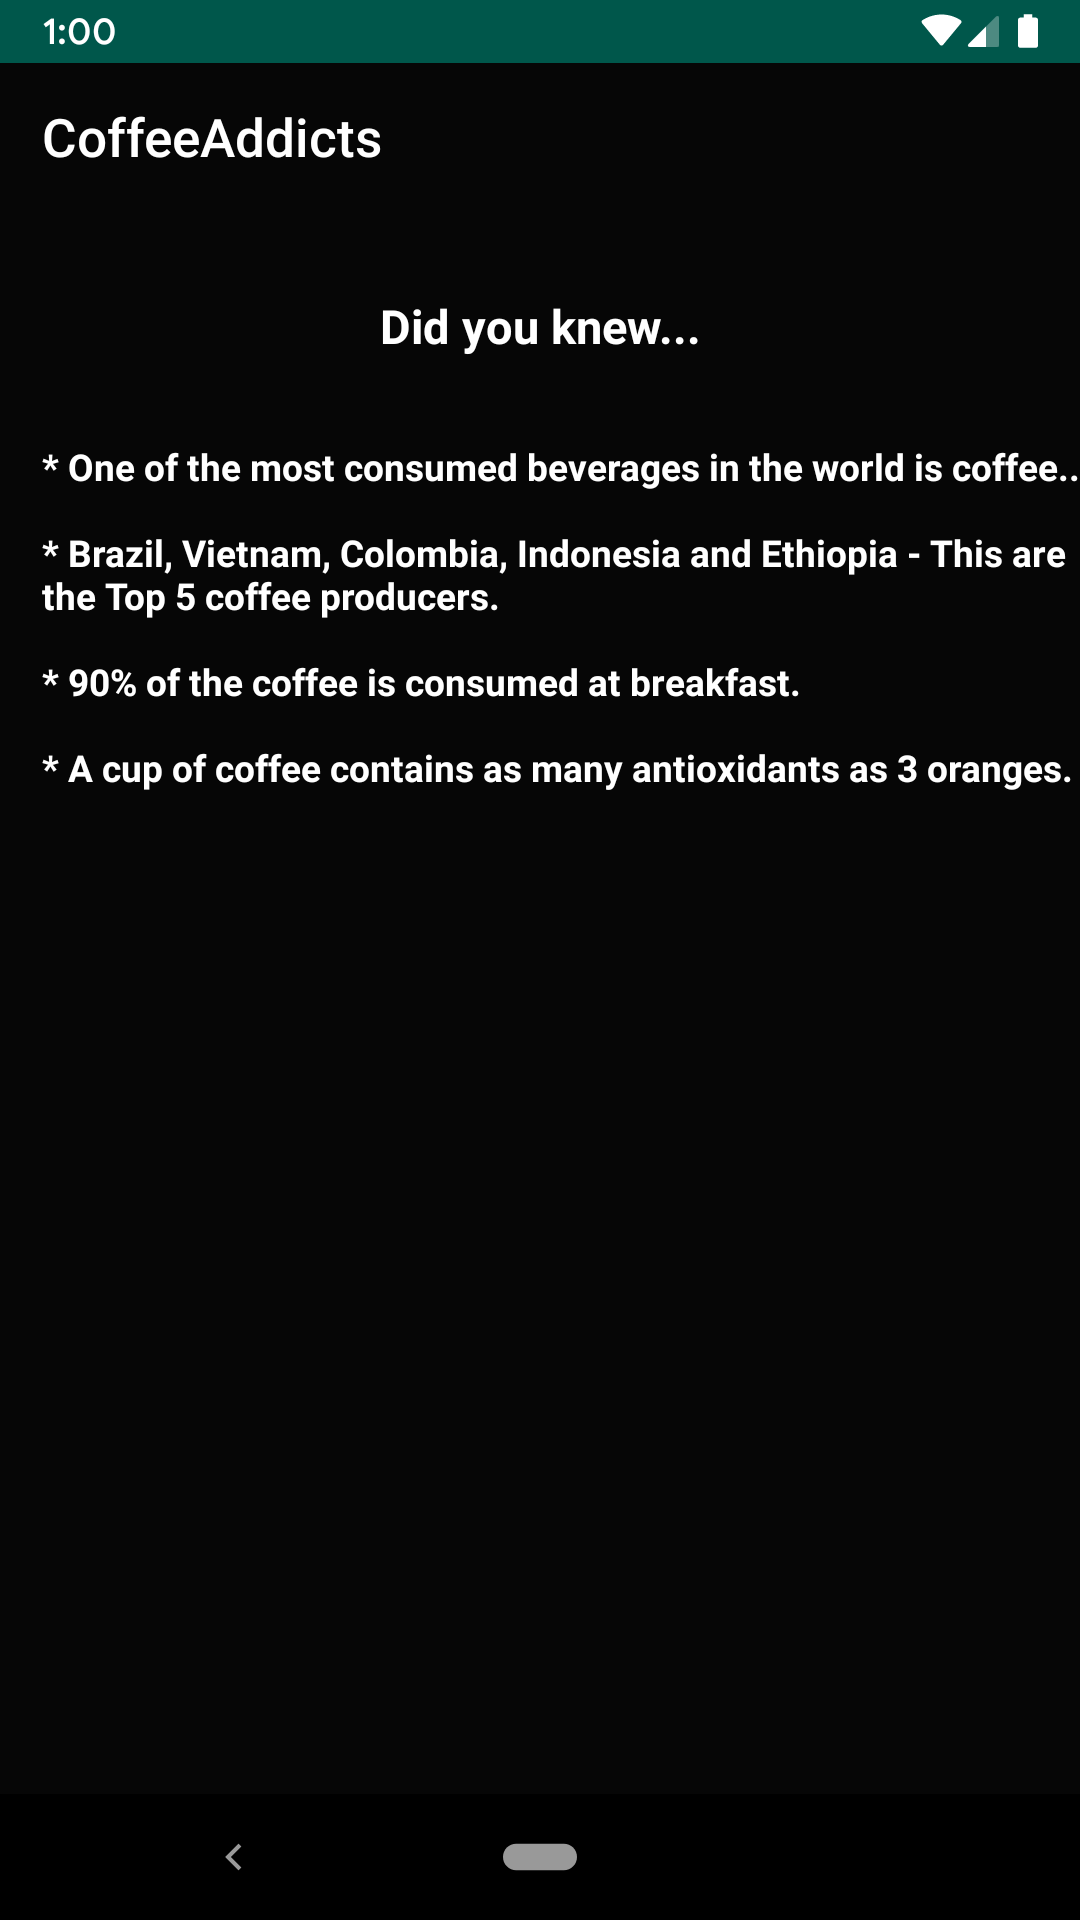 1:00
CoffeeAddicts
Did you knew...
* One of the most consumed beverages in the world is coffee..
* Brazil, Vietnam, Colombia, Indonesia and Ethiopia - This are
the Top 5 coffee producers.
* 90% of the coffee is consumed at breakfast.
* A cup of coffee contains as many antioxidants as 3 oranges.